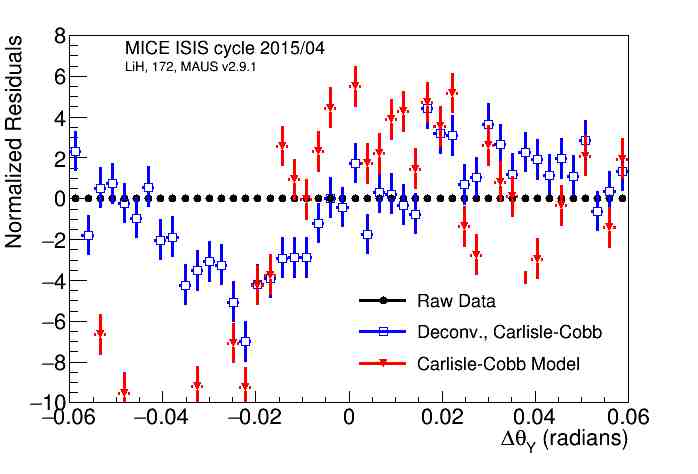 MICE ISIS cycle 2015/04
LiH, 172, MAUS v2.9.1
Normalized Residuals
8
6
4
2
0
−2
−4
−6
−8
−10
Raw Data
Deconv., Carlisle-Cobb
Carlisle-Cobb Model
−0.06 −0.04 −0.02 0 0.02 0.04 0.06
Δθ_Y (radians)